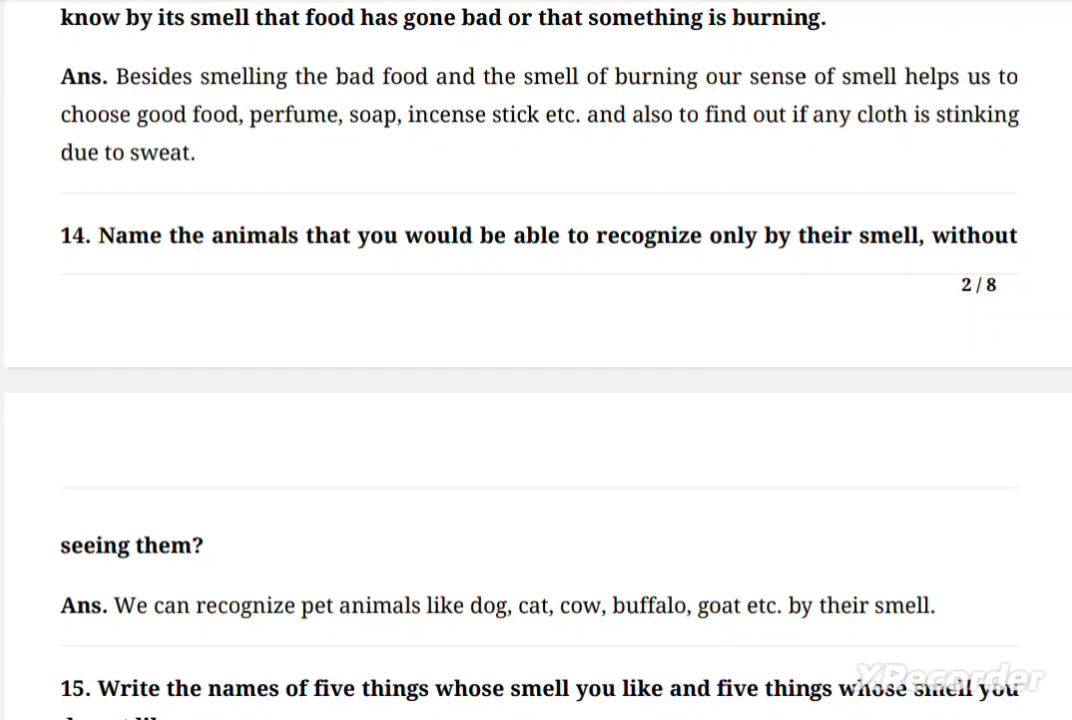 know by its smell that food has gone bad or that something is burning.
Ans. Besides smelling the bad food and the smell of burning our sense of smell helps us to
choose good food, perfume, soap, incense stick etc. and also to find out if any cloth is stinking
due to sweat.
14. Name the animals that you would be able to recognize only by their smell, without
2 / 8
seeing them?
Ans. We can recognize pet animals like dog, cat, cow, buffalo, goat etc. by their smell.
XRecorder
15. Write the names of five things whose smell you like and five things whose smell you